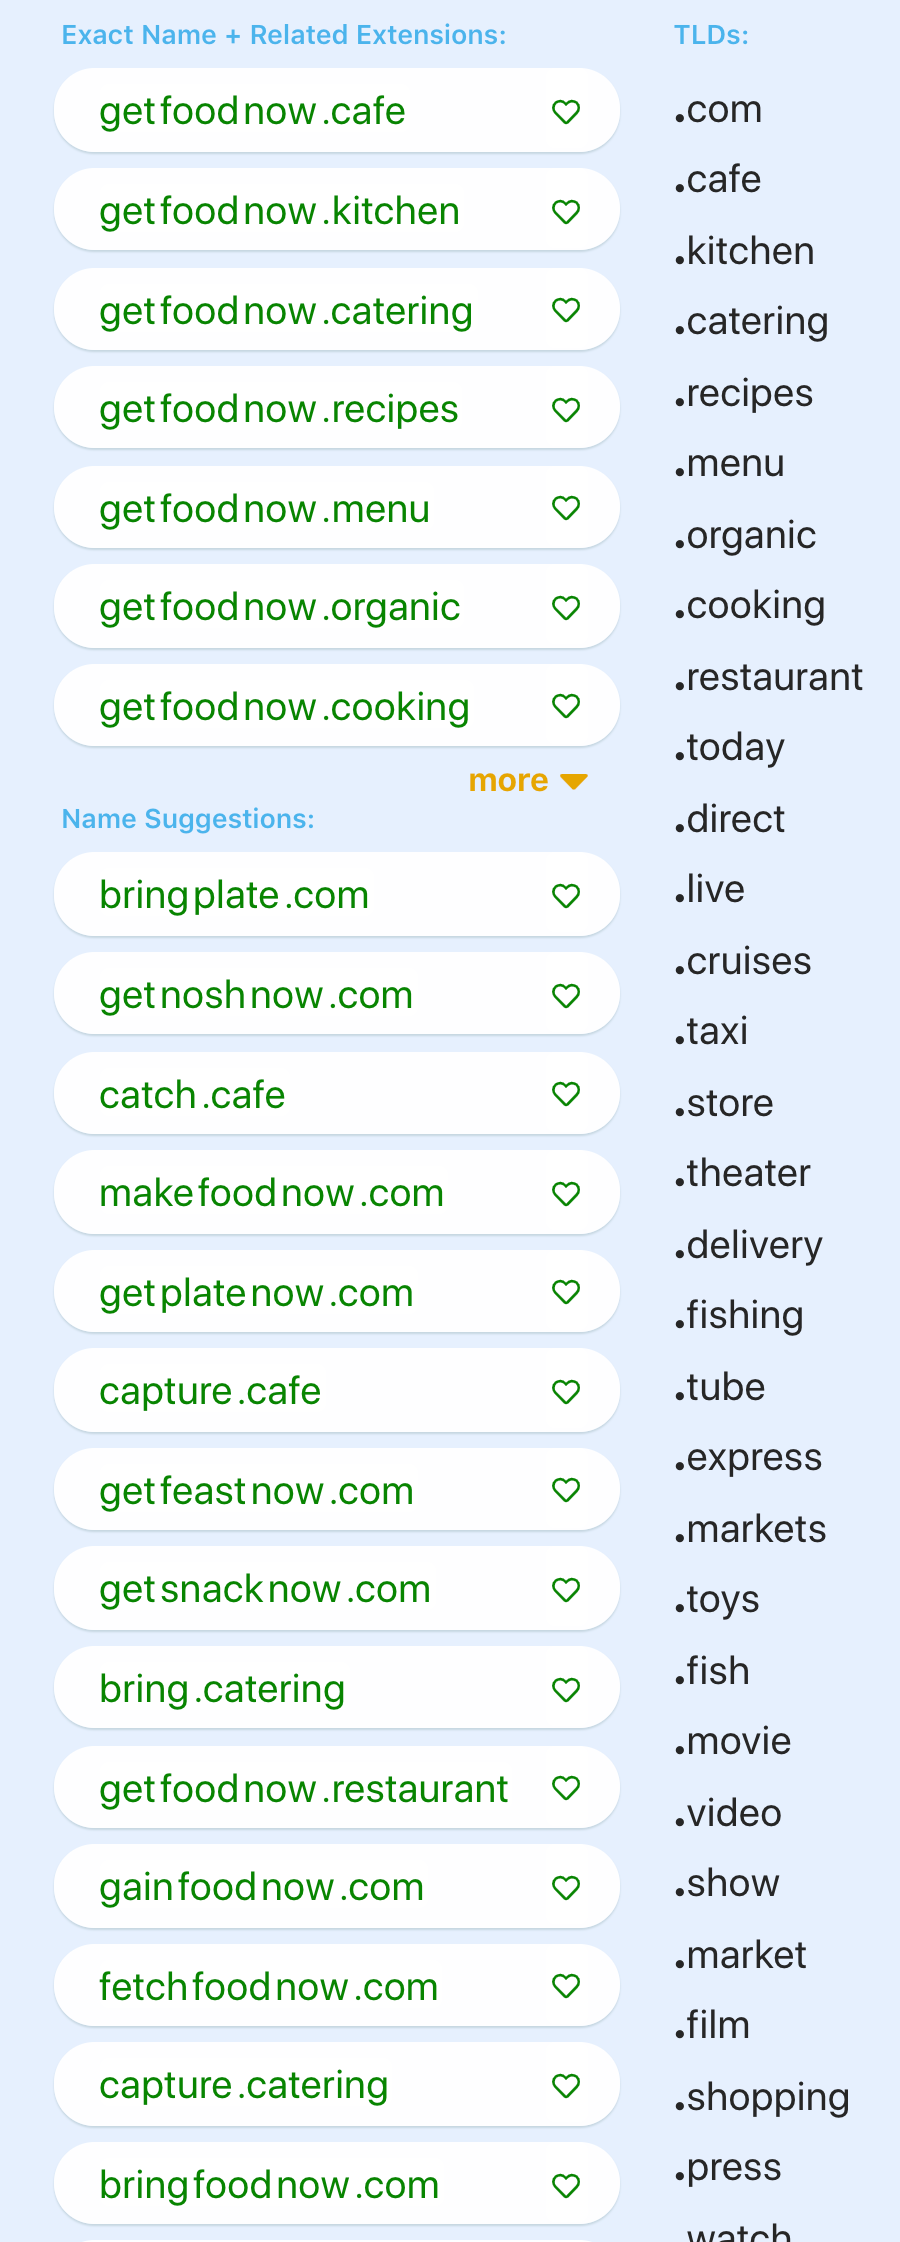 Exact Name + Related Extensions:
getfoodnow.cafe
getfoodnow.kitchen
getfoodnow.catering
getfoodnow.recipes
getfoodnow.menu
getfoodnow.organic
getfoodnow.cooking
more
Name Suggestions:
bringplate.com
getnoshnow.com
catch.cafe
makefoodnow.com
getplatenow.com
capture.cafe
getfeastnow.com
getsnacknow.com
bring.catering
getfoodnow.restaurant
gainfoodnow.com
fetchfoodnow.com
capture.catering
bringfoodnow.com
TLDs:
.com
.cafe
.kitchen
.catering
.recipes
.menu
.organic
.cooking
.restaurant
.today
.direct
.live
.cruises
.taxi
.store
.theater
.delivery
.fishing
.tube
.express
.markets
.toys
.fish
.movie
.video
.show
.market
.film
.shopping
.press
.watch